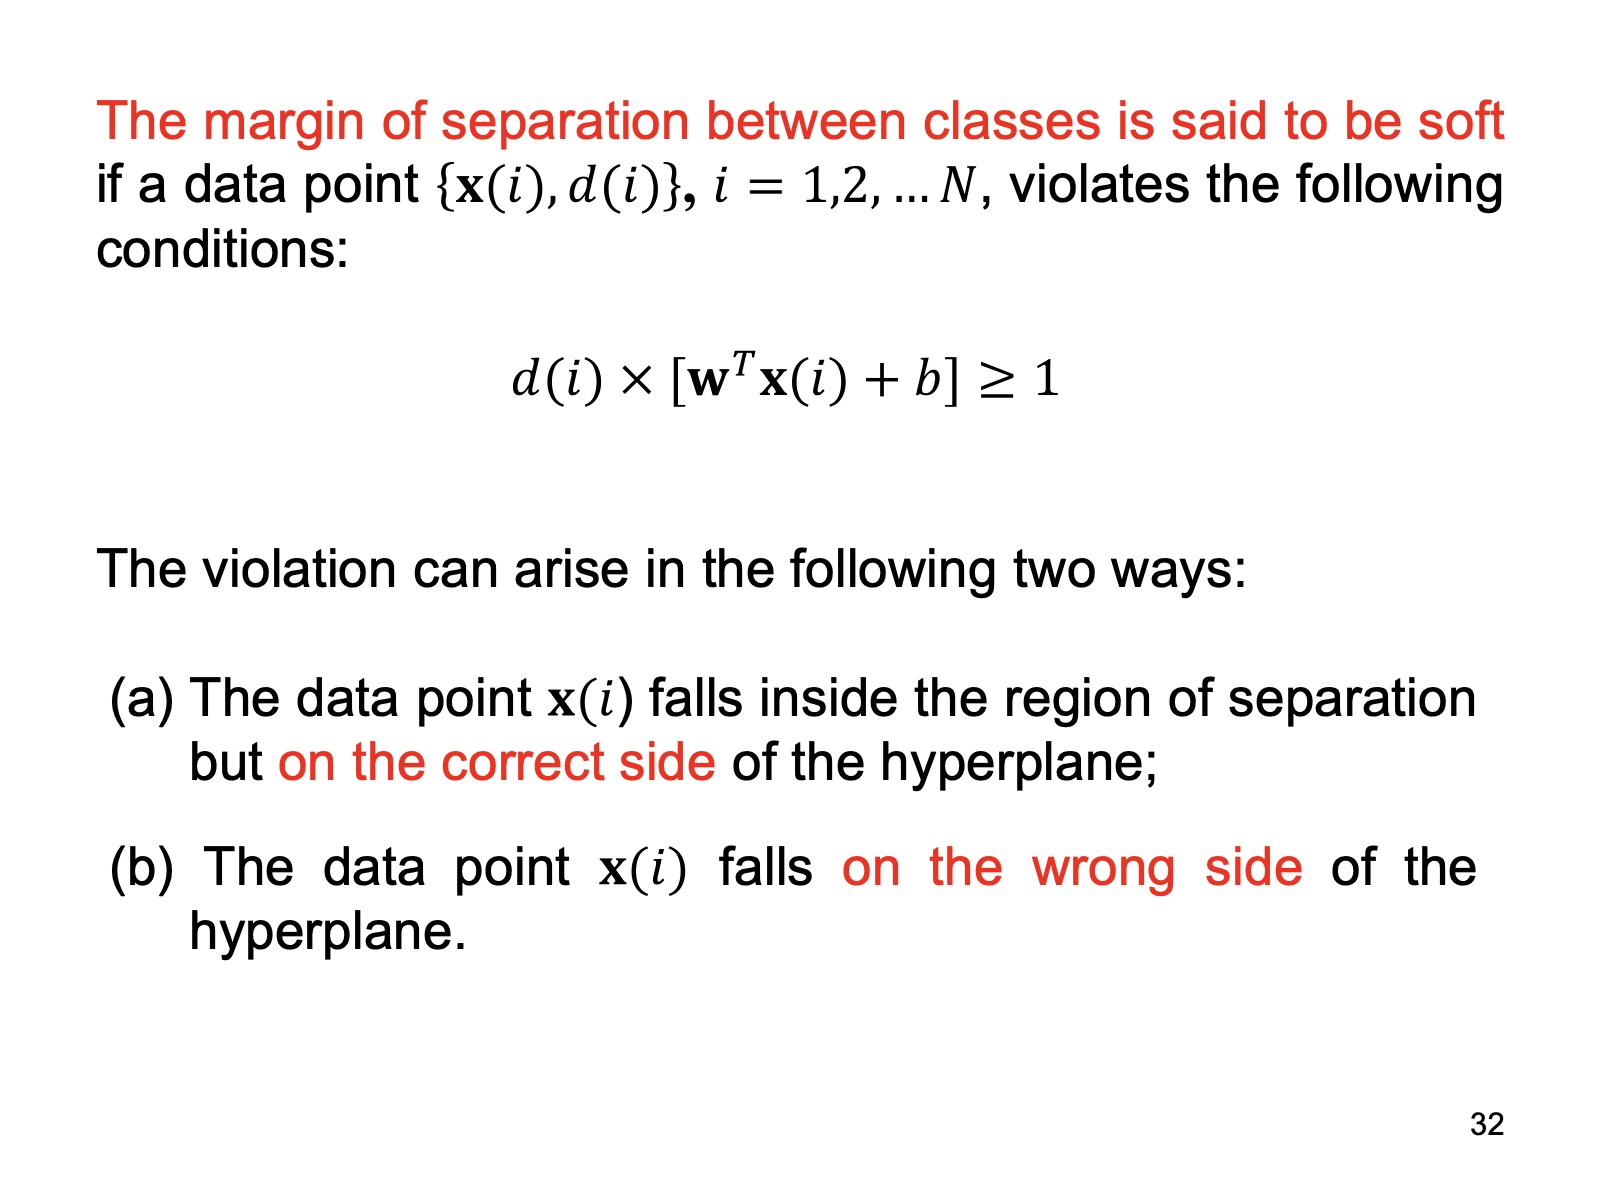 The margin of separation between classes is said to be soft
if a data point {𝐱(𝑖), 𝑑(𝑖)}, 𝑖 = 1,2, … 𝑁, violates the following
conditions:
𝑑(𝑖) × [𝐰ᵀ𝐱(𝑖) + 𝑏] ≥ 1
The violation can arise in the following two ways:
(a) The data point 𝐱(𝑖) falls inside the region of separation
but on the correct side of the hyperplane;
(b) The data point 𝐱(𝑖) falls on the wrong side of the
hyperplane.
32